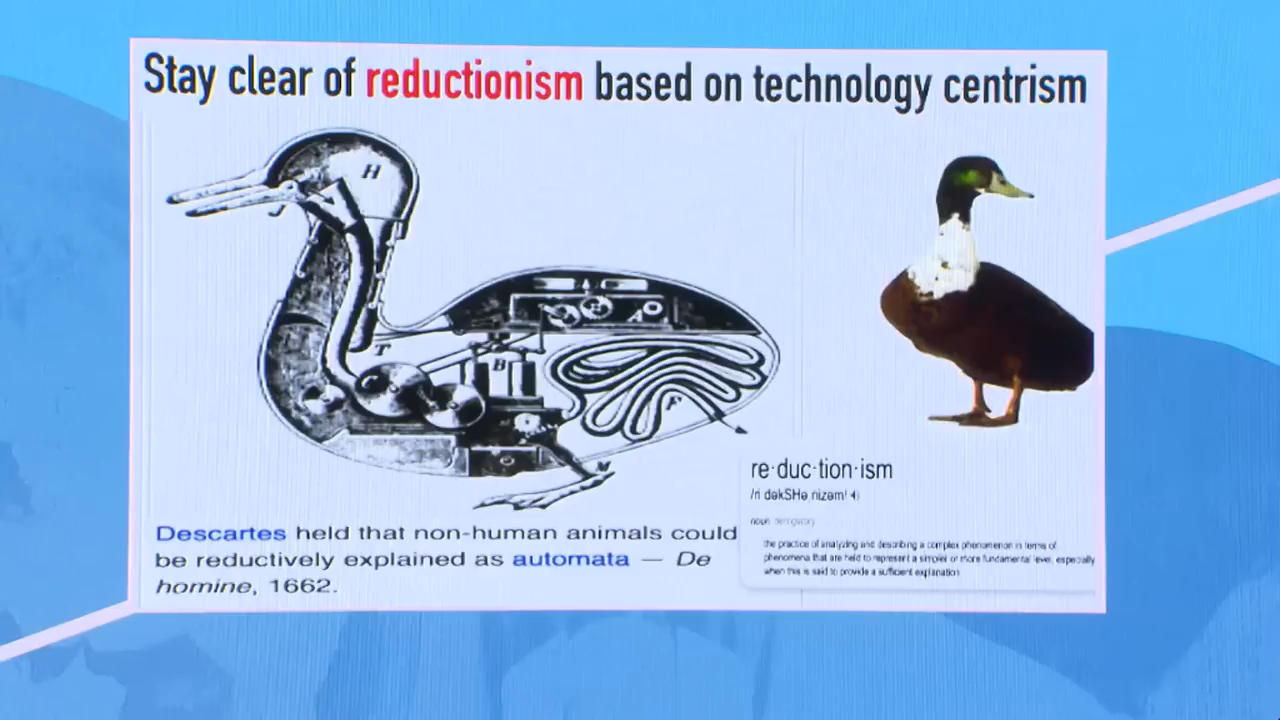 Stay clear of reductionism based on technology centrism
H
A
T
C
B
F
M
Descartes held that non-human animals could
be reductively explained as automata — De
homine, 1662.
re·duc·tion·ism
noun derogatory
the practice of analyzing and describing a complex phenomenon in terms of
phenomena that are held to represent a simpler or more fundamental level, especially
when this is said to provide a sufficient explanation